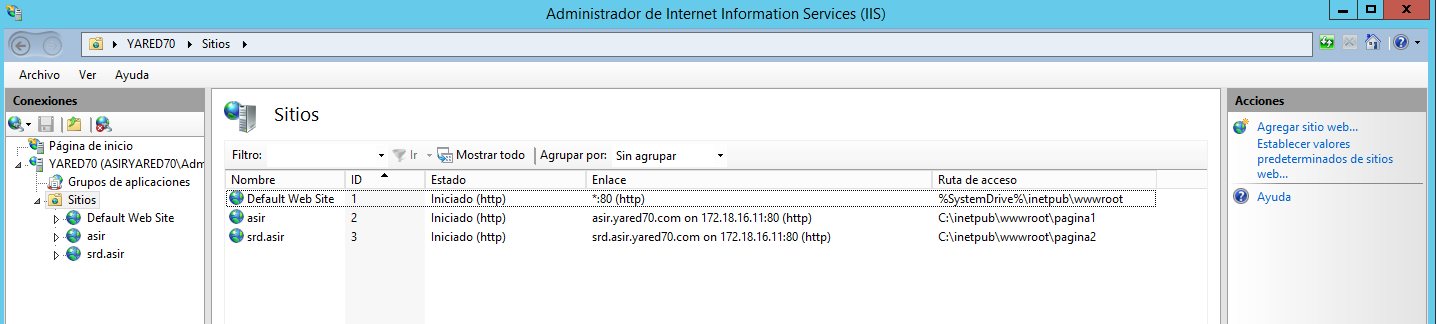 Administrador de Internet Information Services (IIS)
YARED70 Sitios
Archivo Ver Ayuda
Conexiones
Página de inicio
YARED70 (ASIRYARED70\Adm
Grupos de aplicaciones
Sitios
Default Web Site
asir
srd.asir
Sitios
Filtro: Ir Mostrar todo Agrupar por: Sin agrupar
Nombre ID Estado Enlace Ruta de acceso
Default Web Site 1 Iniciado (http) *:80 (http) %SystemDrive%\inetpub\wwwroot
asir 2 Iniciado (http) asir.yared70.com on 172.18.16.11:80 (http) C:\inetpub\wwwroot\pagina1
srd.asir 3 Iniciado (http) srd.asir.yared70.com on 172.18.16.11:80 (http) C:\inetpub\wwwroot\pagina2
Acciones
Agregar sitio web...
Establecer valores
predeterminados de sitios
web...
Ayuda